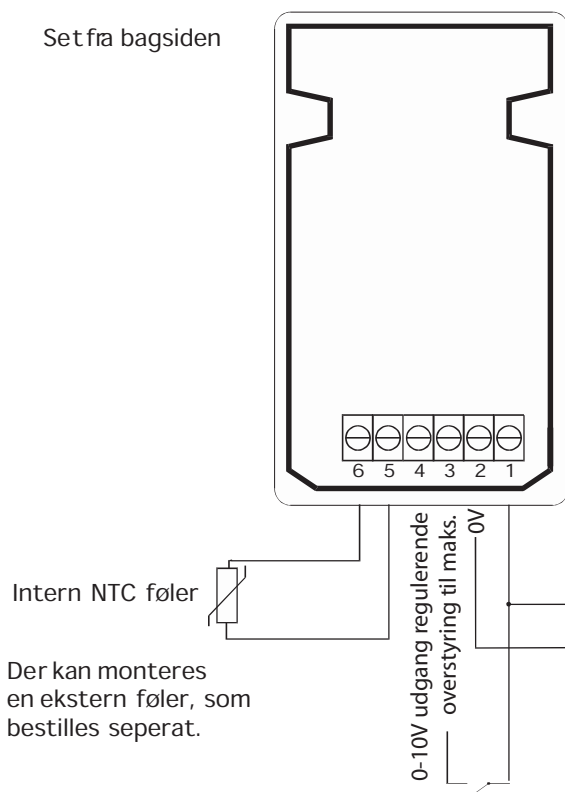 Set fra bagsiden
6 5 4 3 2 1
0-10V udgang regulerende
overstyring til maks.
0V
Intern NTC føler
Der kan monteres
en ekstern føler, som
bestilles seperat.